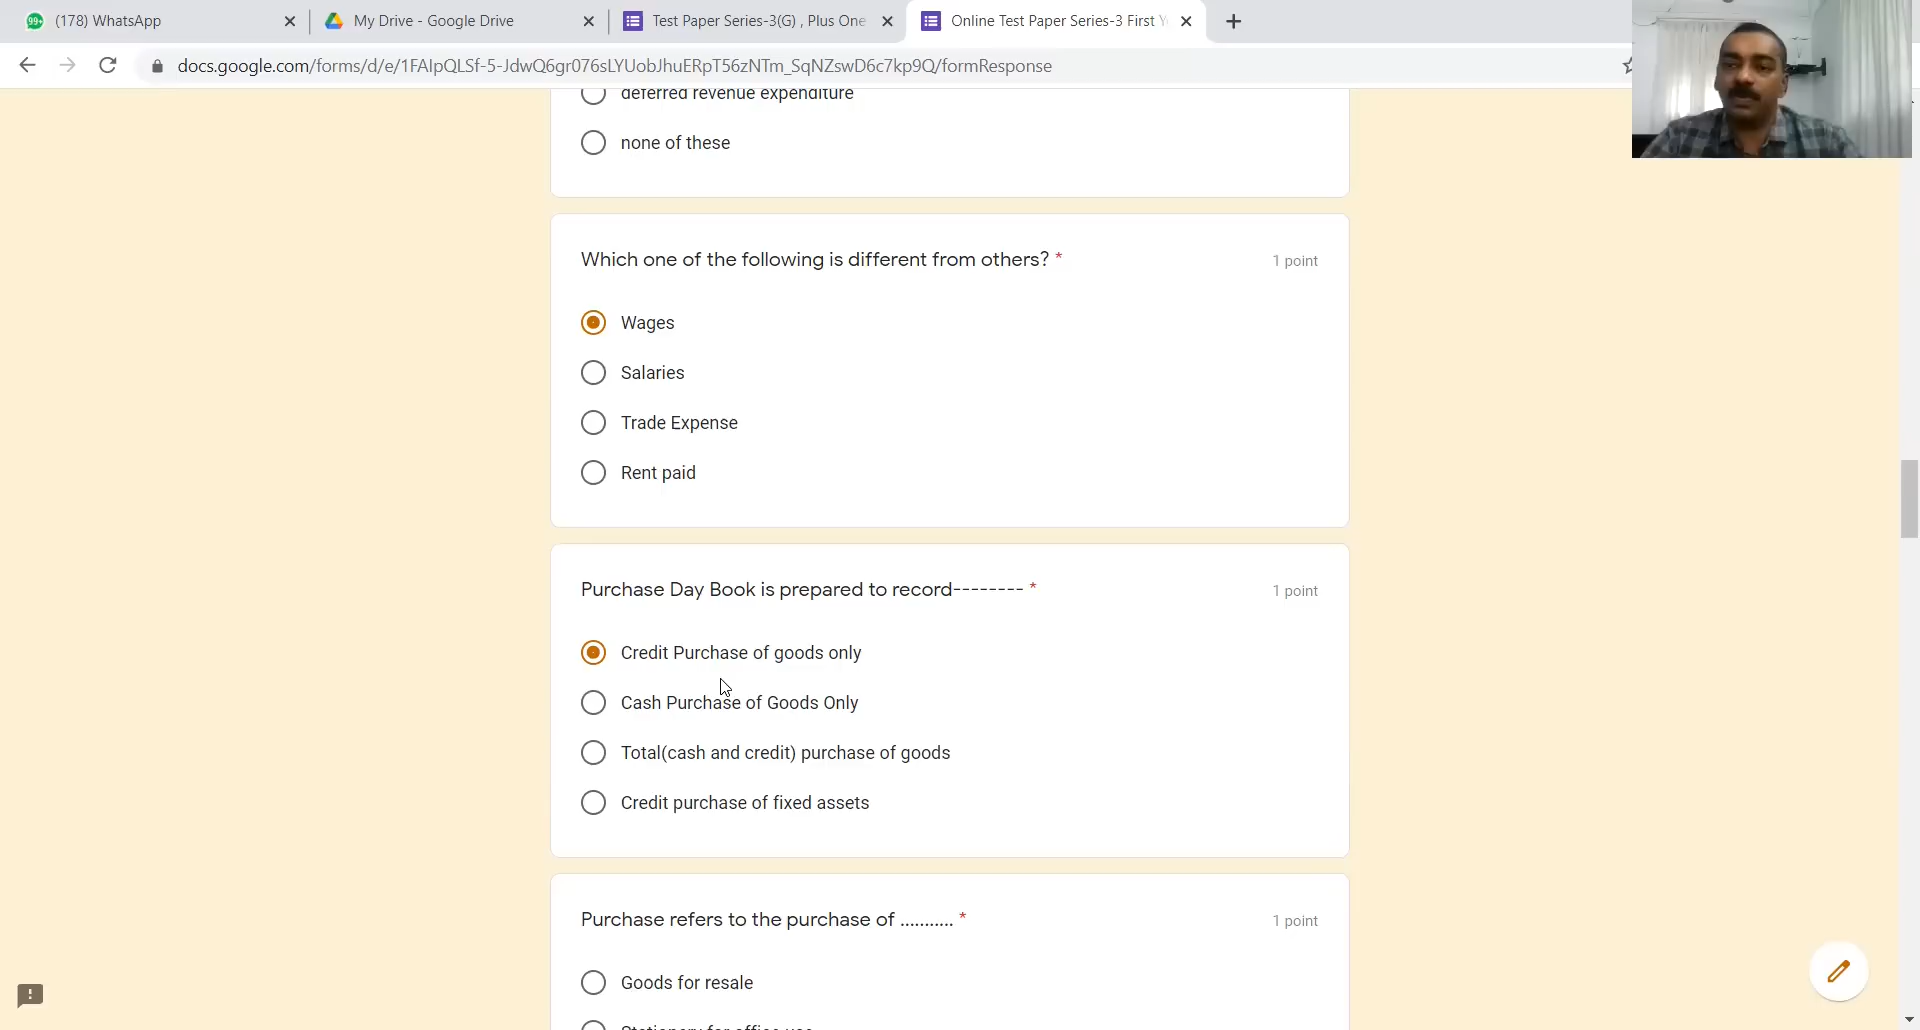 99+ (178) WhatsApp
My Drive - Google Drive
Test Paper Series-3(G) , Plus One
Online Test Paper Series-3 First Y
docs.google.com/forms/d/e/1FAIpQLSf-5-JdwQ6gr076sLYUobJhuERpT56zNTm_SqNZswD6c7kp9Q/formResponse
deferred revenue expenditure
none of these
Which one of the following is different from others? *
1 point
Wages
Salaries
Trade Expense
Rent paid
Purchase Day Book is prepared to record-------- *
1 point
Credit Purchase of goods only
Cash Purchase of Goods Only
Total(cash and credit) purchase of goods
Credit purchase of fixed assets
Purchase refers to the purchase of ........... *
1 point
Goods for resale